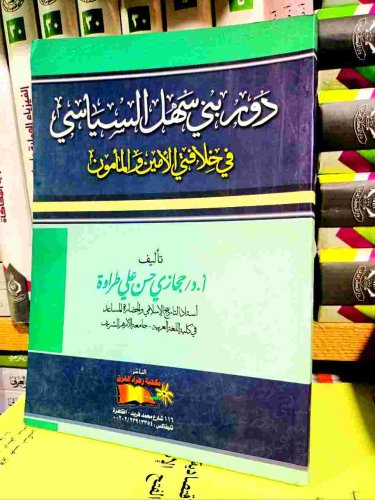 دور بني سهل السياسي
في خلافتي الأمين والمأمون
تأليف
أ.د/حجازي حسن علي طراوة
أستاذ التاريخ الإسلامي والحضارة المساعد
في كلية اللغة العربية - جامعة الأزهر الشريف
الناشر
مكتبة زهراء الشرق
١١٦ شارع محمد فريد - القاهرة